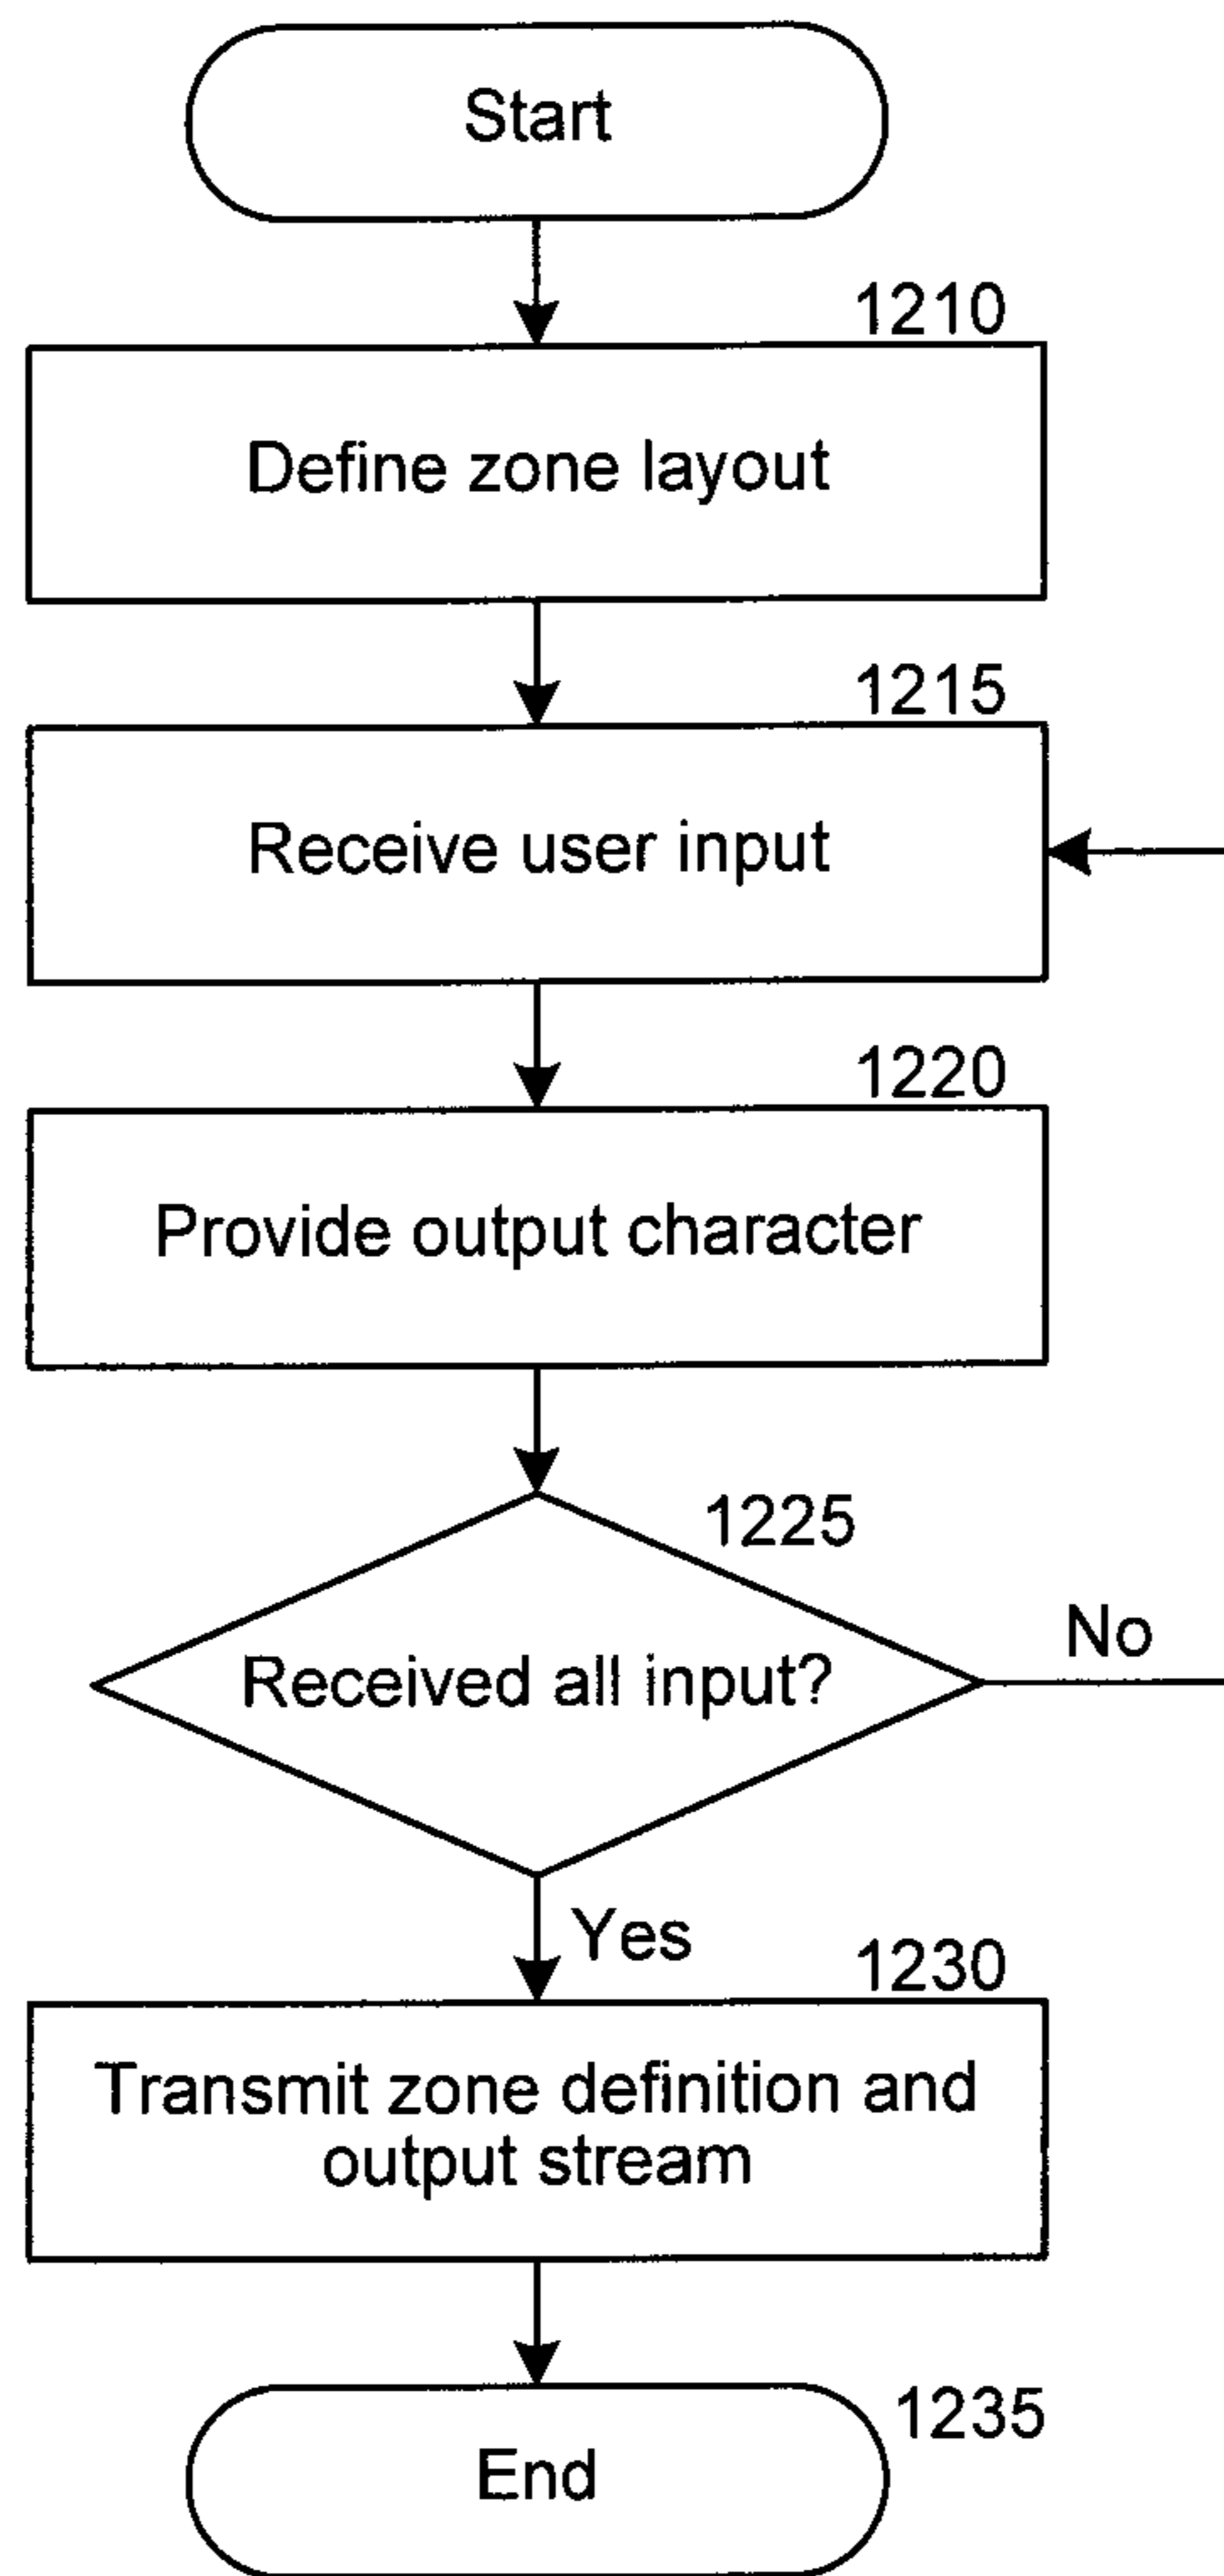 Start
1210
Define zone layout
1215
Receive user input
1220
Provide output character
1225
Received all input?
No
Yes
1230
Transmit zone definition and
output stream
1235
End